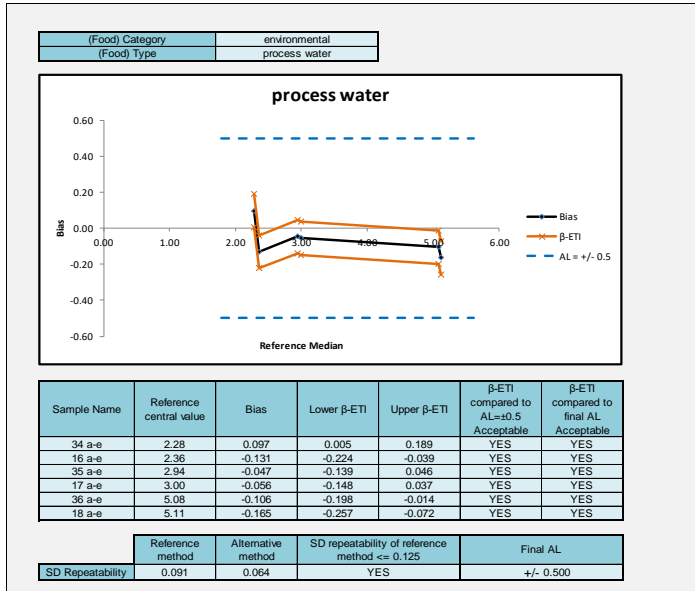 (Food) Category environmental
(Food) Type process water
process water
0.60
0.40
0.20
0.00
-0.20
-0.40
-0.60
0.00 1.00 2.00 3.00 4.00 5.00 6.00
Bias
Reference Median
Bias
β-ETI
AL = +/- 0.5
Sample Name Reference central value Bias Lower β-ETI Upper β-ETI β-ETI compared to AL=±0.5 Acceptable β-ETI compared to final AL Acceptable
34 a-e 2.28 0.097 0.005 0.189 YES YES
16 a-e 2.36 -0.131 -0.224 -0.039 YES YES
35 a-e 2.94 -0.047 -0.139 0.046 YES YES
17 a-e 3.00 -0.056 -0.148 0.037 YES YES
36 a-e 5.08 -0.106 -0.198 -0.014 YES YES
18 a-e 5.11 -0.165 -0.257 -0.072 YES YES
Reference method Alternative method SD repeatability of reference method <= 0.125 Final AL
SD Repeatability 0.091 0.064 YES +/- 0.500